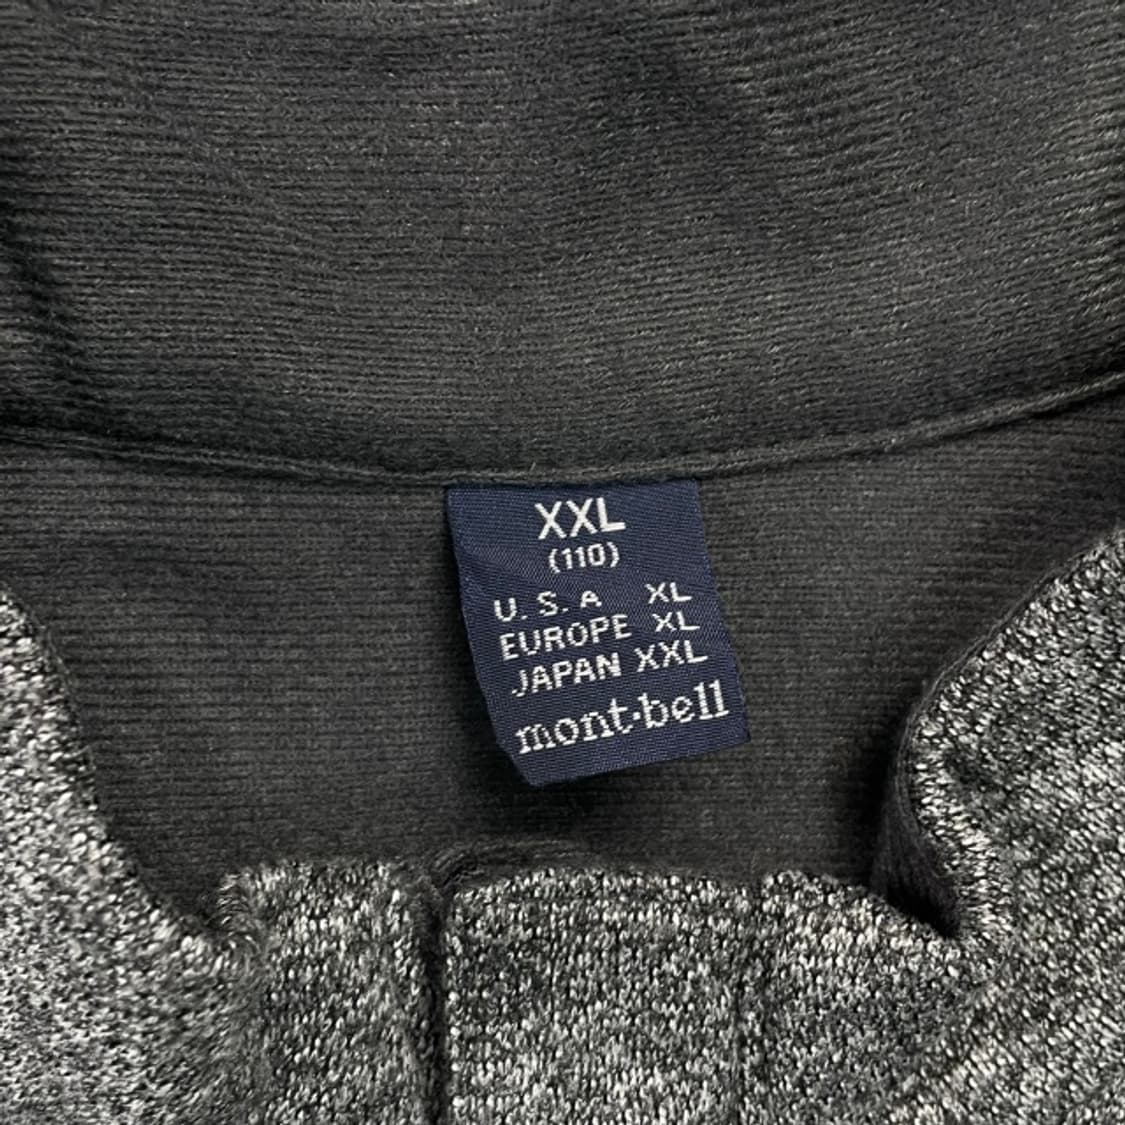 XXL
(110)
U.S.A XL
EUROPE XL
JAPAN XXL
mont·bell